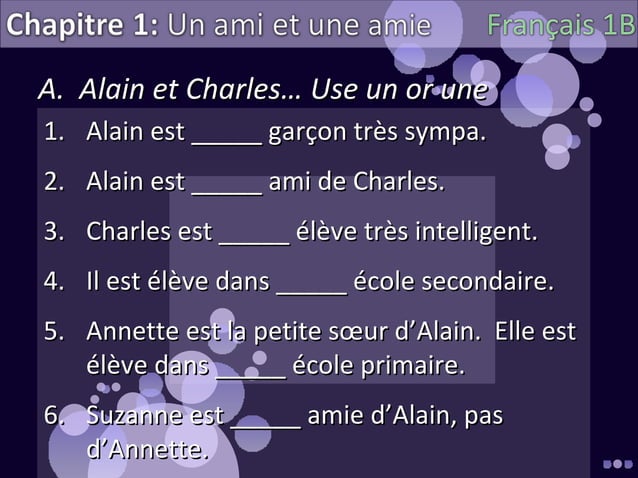 Chapitre 1: Un ami et une amie Français 1B
A. Alain et Charles… Use un or une
1. Alain est _____ garçon très sympa.
2. Alain est _____ ami de Charles.
3. Charles est _____ élève très intelligent.
4. Il est élève dans _____ école secondaire.
5. Annette est la petite sœur d’Alain. Elle est
élève dans _____ école primaire.
6. Suzanne est _____ amie d’Alain, pas
d’Annette.